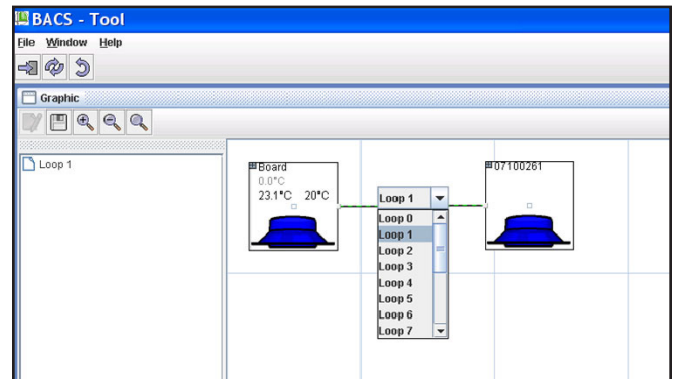 BACS - Tool
File Window Help
Graphic
Loop 1
Board
0.0°C
23.1°C 20°C
Loop 1
Loop 0
Loop 1
Loop 2
Loop 3
Loop 4
Loop 5
Loop 6
Loop 7
07100261